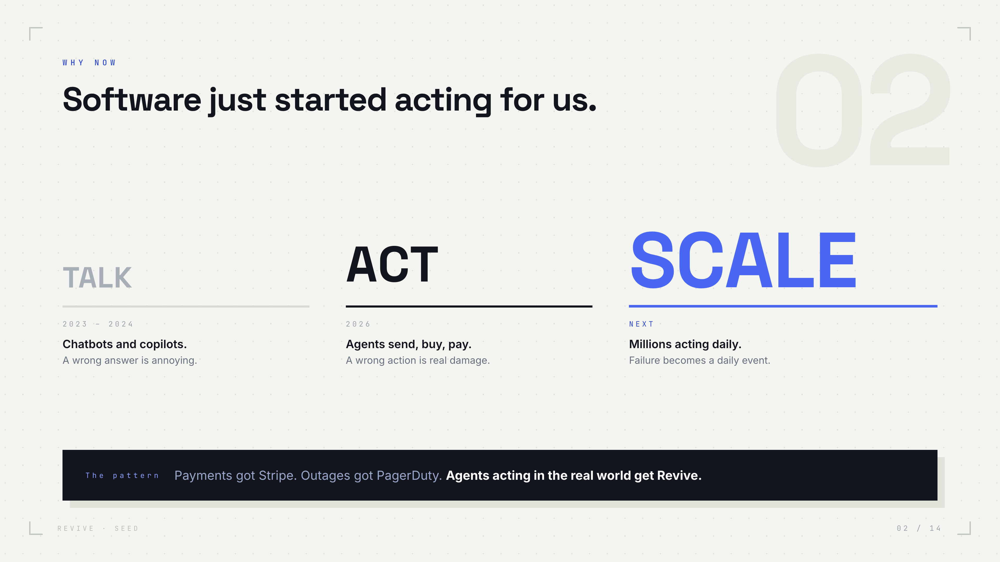 WHY NOW
02
Software just started acting for us.
TALK
2023 – 2024
Chatbots and copilots.
A wrong answer is annoying.
ACT
2026
Agents send, buy, pay.
A wrong action is real damage.
SCALE
NEXT
Millions acting daily.
Failure becomes a daily event.
The pattern Payments got Stripe. Outages got PagerDuty. Agents acting in the real world get Revive.
REVIVE · SEED
02 / 14